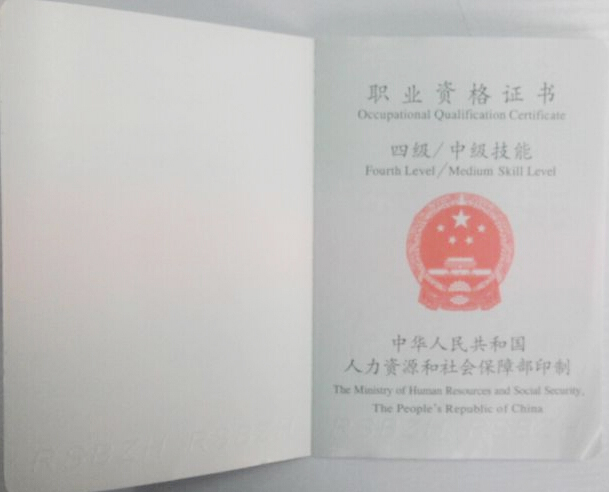 职业资格证书
Occupational Qualification Certificate
四级/中级技能
Fourth Level/Medium Skill Level
中华人民共和国
人力资源和社会保障部印制
The Ministry of Human Resources and Social Security,
The People's Republic of China